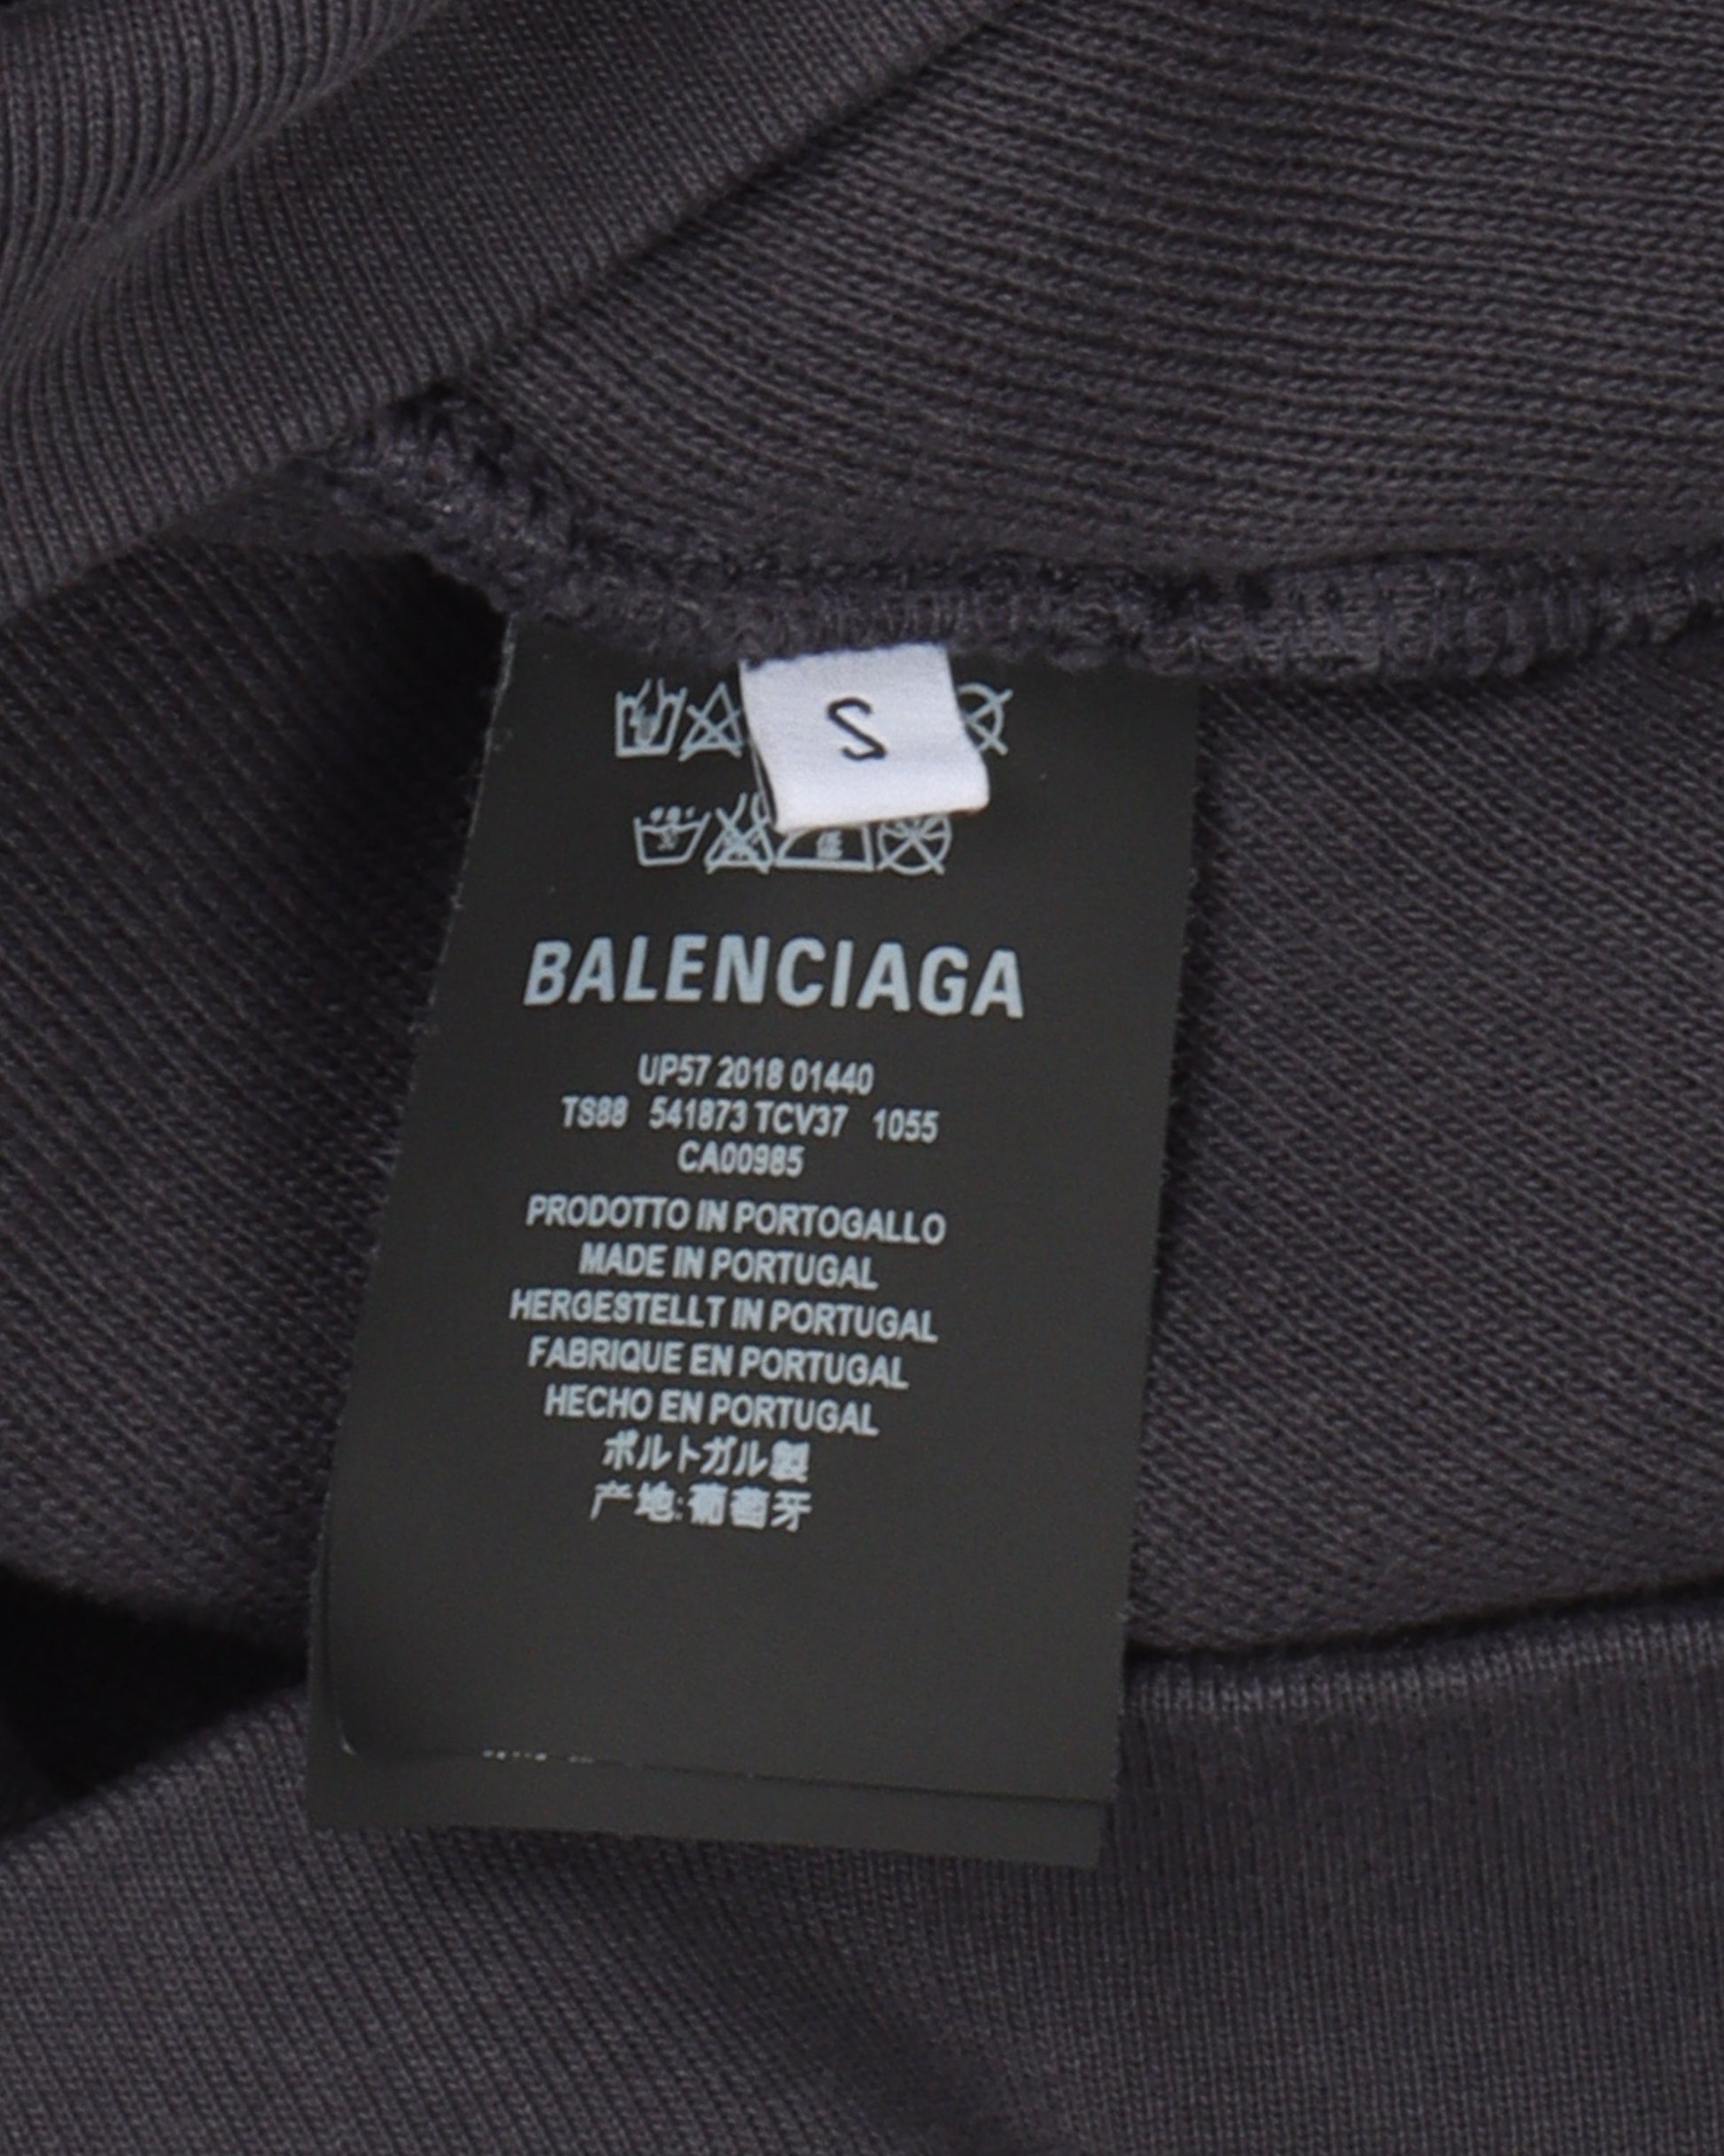 S
BALENCIAGA
UP57 2018 01440
TS88 541873 TCV37 1055
CA00985
PRODOTTO IN PORTOGALLO
MADE IN PORTUGAL
HERGESTELLT IN PORTUGAL
FABRIQUE EN PORTUGAL
HECHO EN PORTUGAL
ポルトガル製
产地:葡萄牙